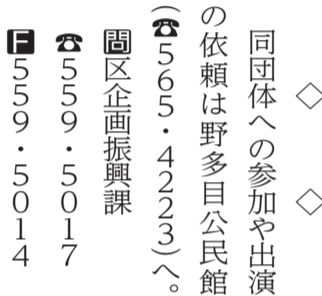 ◇ ◇
同団体への参加や出演
の依頼は野多目公民館
(☎565・4223)へ。
問区企画振興課
☎559・5017
F559・5014